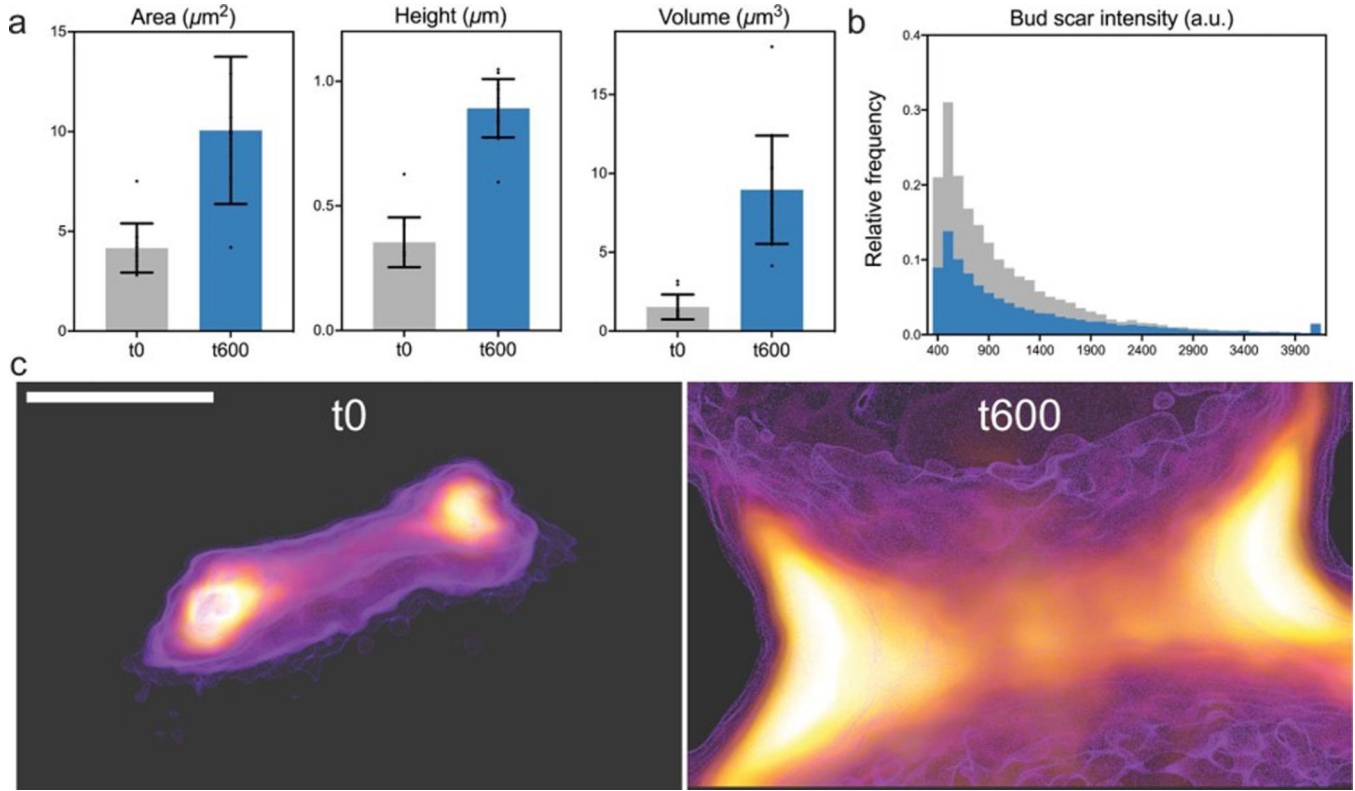 a
Area (µm²)
15
10
5
0
t0
t600
Height (µm)
1.0
0.5
0.0
t0
t600
Volume (µm³)
15
10
5
0
t0
t600
b
Bud scar intensity (a.u.)
Relative frequency
0.4
0.3
0.2
0.1
0.0
400 900 1400 1900 2400 2900 3400 3900
c
t0
t600